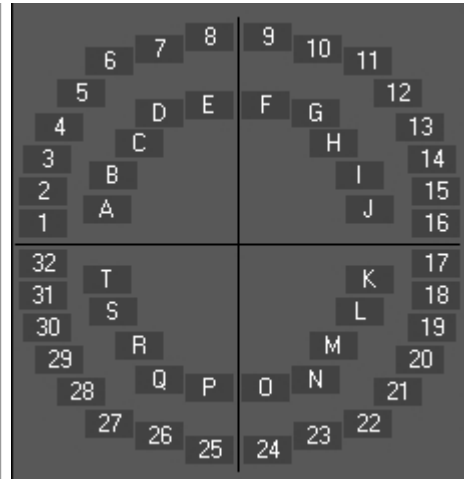 8 9
7 10
6 11
5 12
D E F G
4 13
C H
3 14
B I
2 15
A J
1 16
32 17
T K
31 18
S L
30 19
R M
29 20
Q P O N
28 21
27 22
26 23
25 24